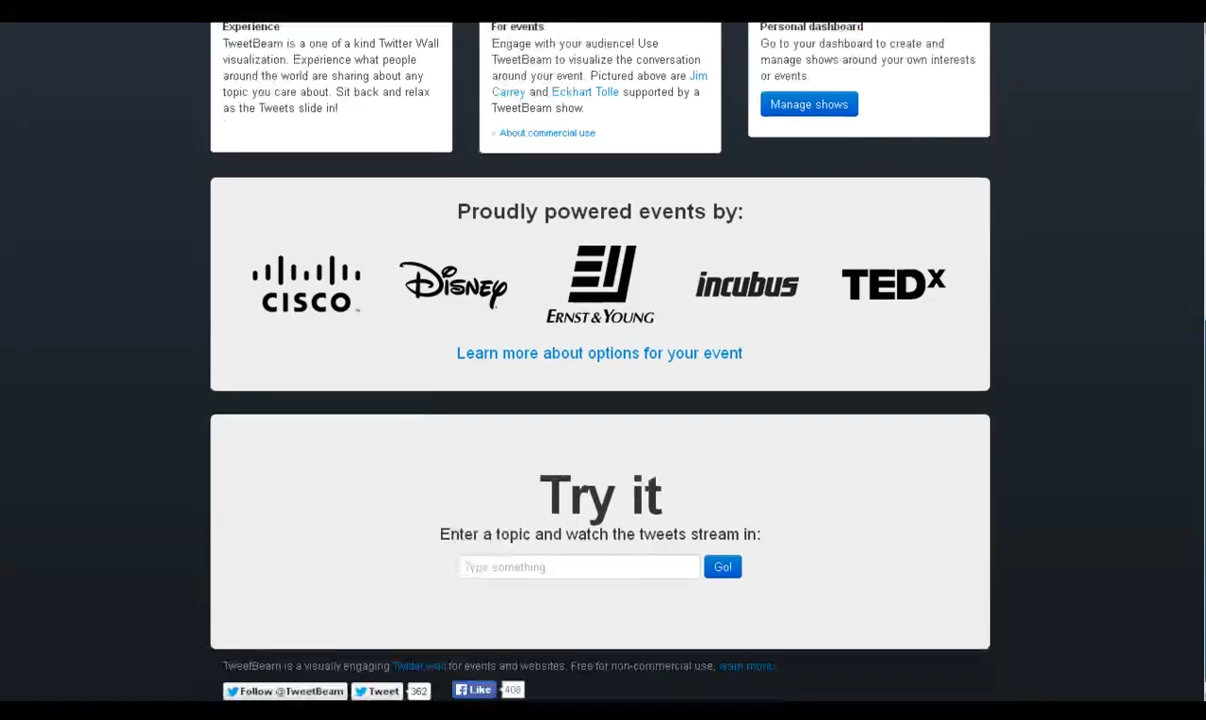 Experience
TweetBeam is a one of a kind Twitter Wall
visualization. Experience what people
around the world are sharing about any
topic you care about. Sit back and relax
as the Tweets slide in!
For events
Engage with your audience! Use
TweetBeam to visualize the conversation
around your event. Pictured above are Jim
Carrey and Eckhart Tolle supported by a
TweetBeam show.
» About commercial use
Personal dashboard
Go to your dashboard to create and
manage shows around your own interests
or events.
Manage shows
Proudly powered events by:
CISCO™
Disney
ERNST & YOUNG
incubus
TEDx
Learn more about options for your event
Try it
Enter a topic and watch the tweets stream in:
Type something... Go!
TweetBeam is a visually engaging Twitter wall for events and websites. Free for non-commercial use, learn more.
Follow @TweetBeam Tweet 362 Like 408